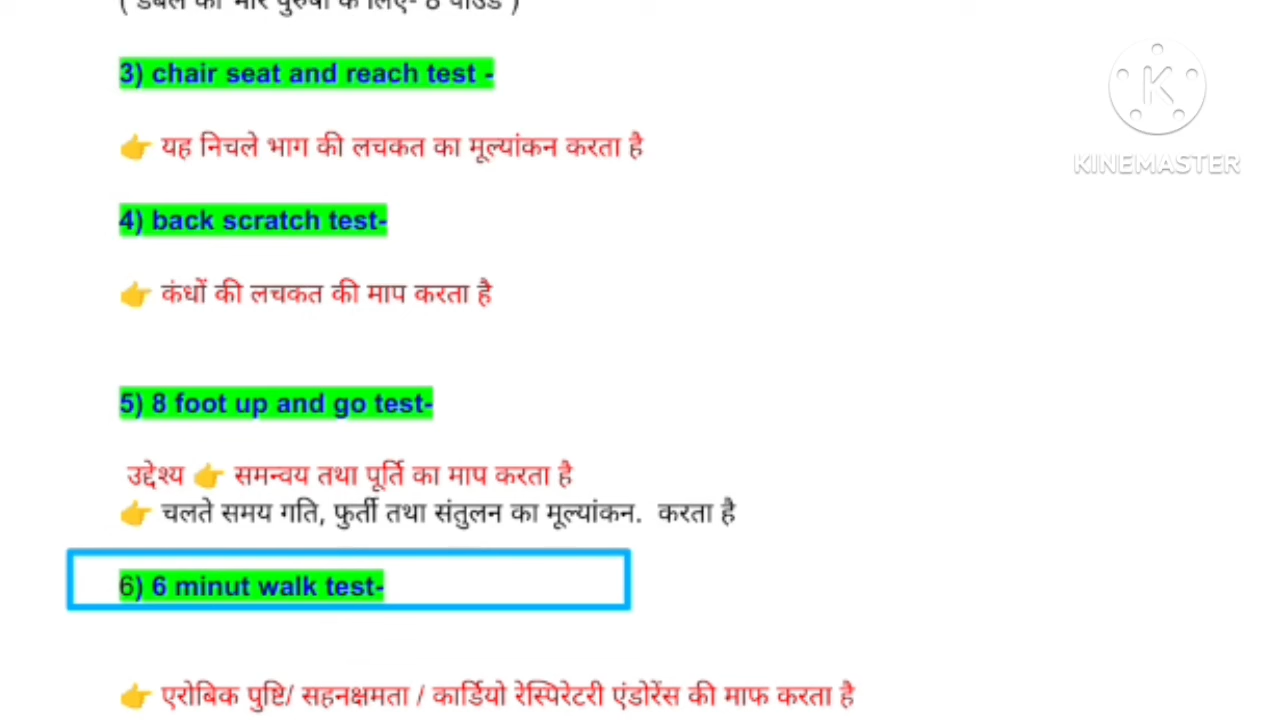 ( डंबल का भार पुरुषों के लिए- 8 पाउंड )
3) chair seat and reach test -
👉 यह निचले भाग की लचकत का मूल्यांकन करता है
4) back scratch test-
👉 कंधों की लचकत की माप करता है
5) 8 foot up and go test-
उद्देश्य 👉 समन्वय तथा पूर्ति का माप करता है
👉 चलते समय गति, फुर्ती तथा संतुलन का मूल्यांकन. करता है
6) 6 minut walk test-
👉 एरोबिक पुष्टि/ सहनक्षमता / कार्डियो रेस्पिरेटरी एंडोरेंस की माफ करता है
K
KINEMASTER